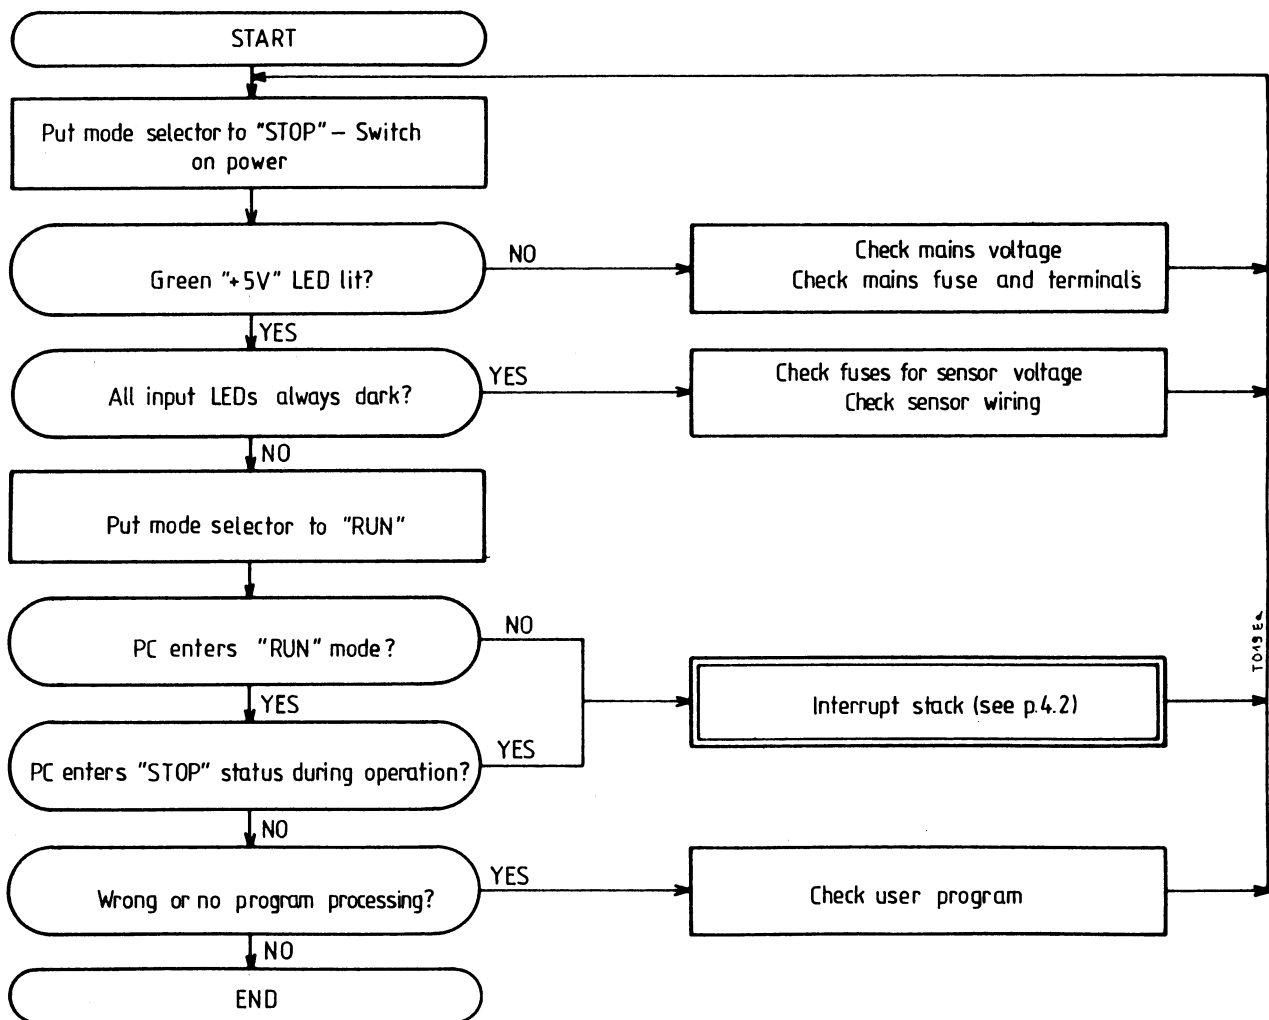 START
Put mode selector to "STOP" – Switch
on power
Green "+5V" LED lit?
NO
Check mains voltage
Check mains fuse and terminals
YES
All input LEDs always dark?
YES
Check fuses for sensor voltage
Check sensor wiring
NO
Put mode selector to "RUN"
PC enters "RUN" mode?
NO
YES
Interrupt stack (see p.4.2)
PC enters "STOP" status during operation?
YES
NO
Wrong or no program processing?
YES
Check user program
NO
END
T019 Ea